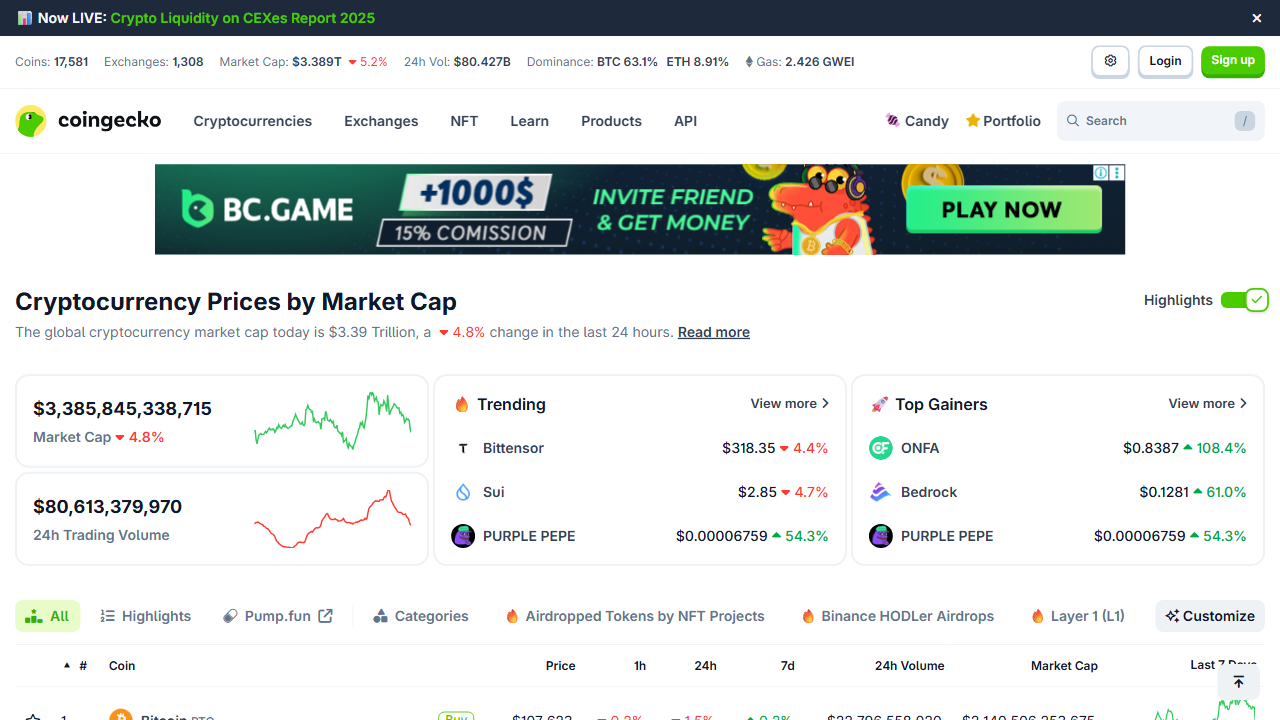 Now LIVE: Crypto Liquidity on CEXes Report 2025
Coins: 17,581 Exchanges: 1,308 Market Cap: $3.389T 5.2% 24h Vol: $80.427B Dominance: BTC 63.1% ETH 8.91% Gas: 2.426 GWEI
Login
Sign up
coingecko Cryptocurrencies Exchanges NFT Learn Products API Candy Portfolio Search /
BC.GAME
+1000$
15% COMISSION
INVITE FRIEND
& GET MONEY
PLAY NOW
Cryptocurrency Prices by Market Cap
Highlights
The global cryptocurrency market cap today is $3.39 Trillion, a 4.8% change in the last 24 hours. Read more
$3,385,845,338,715
Market Cap 4.8%
$80,613,379,970
24h Trading Volume
Trending View more
Bittensor $318.35 4.4%
Sui $2.85 4.7%
PURPLE PEPE $0.00006759 54.3%
Top Gainers View more
ONFA $0.8387 108.4%
Bedrock $0.1281 61.0%
PURPLE PEPE $0.00006759 54.3%
All Highlights Pump.fun Categories Airdropped Tokens by NFT Projects Binance HODLer Airdrops Layer 1 (L1) Customize
# Coin Price 1h 24h 7d 24h Volume Market Cap Last 7 Days
1 Bitcoin BTC Buy